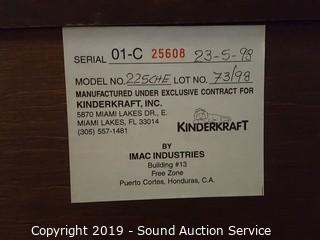 SERIAL 01-C 25608 23-5-98
MODEL NO. 225CHE LOT NO. 73/98
MANUFACTURED UNDER EXCLUSIVE CONTRACT FOR
KINDERKRAFT, INC.
5870 MIAMI LAKES DR., E.
MIAMI LAKES, FL 33014
(305) 557-1481
KINDERKRAFT
BY
IMAC INDUSTRIES
Building #13
Free Zone
Puerto Cortes, Honduras, C.A.
Copyright 2019 - Sound Auction Service